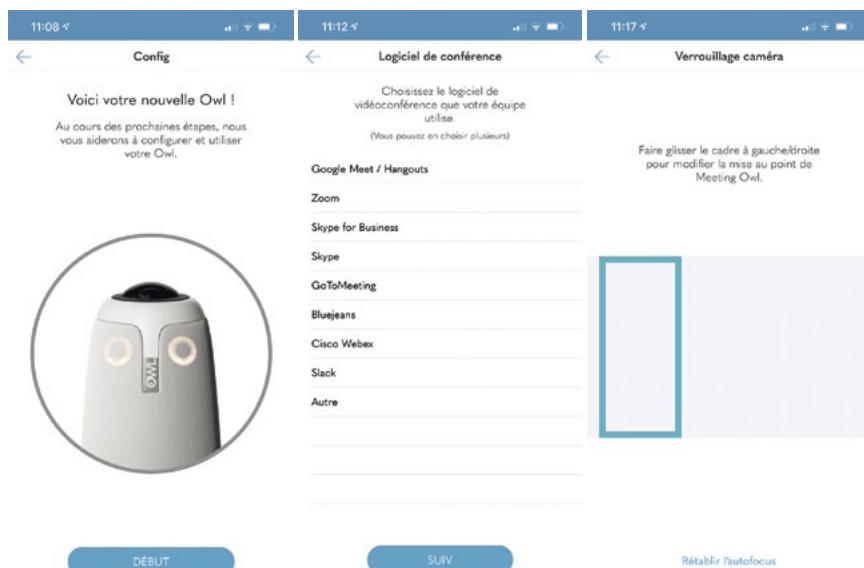 11:08
Config
Voici votre nouvelle Owl !
Au cours des prochaines étapes, nous
vous aiderons à configurer et utiliser
votre Owl.
OWL
DÉBUT
11:12
Logiciel de conférence
Choisissez le logiciel de
vidéoconférence que votre équipe
utilise.
(Vous pouvez en choisir plusieurs)
Google Meet / Hangouts
Zoom
Skype for Business
Skype
GoToMeeting
Bluejeans
Cisco Webex
Slack
Autre
SUIV
11:17
Verrouillage caméra
Faire glisser le cadre à gauche/droite
pour modifier la mise au point de
Meeting Owl.
Rétablir l'autofocus